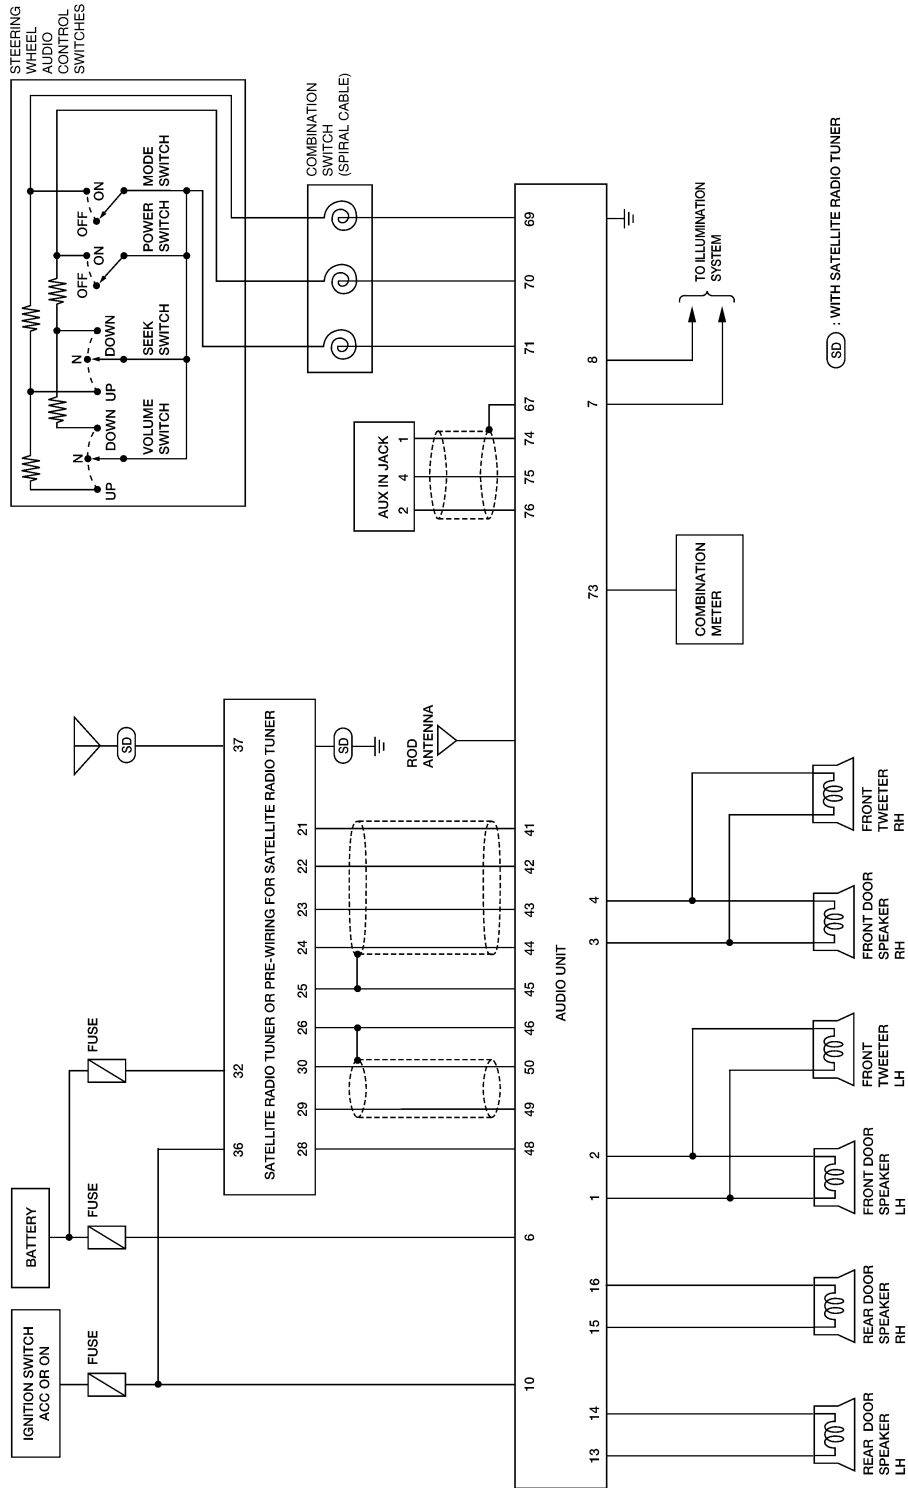 IGNITION SWITCH
ACC OR ON
BATTERY
FUSE
FUSE
FUSE
STEERING
WHEEL
AUDIO
CONTROL
SWITCHES
UP
N
DOWN
VOLUME
SWITCH
UP
N
DOWN
SEEK
SWITCH
OFF
ON
POWER
SWITCH
OFF
ON
MODE
SWITCH
SD
36
32
37
SATELLITE RADIO TUNER OR PRE-WIRING FOR SATELLITE RADIO TUNER
28
29
30
26
25
24
23
22
21
SD
COMBINATION
SWITCH
(SPIRAL CABLE)
AUX IN JACK
2
4
1
ROD
ANTENNA
10
6
48
49
50
46
45
44
43
42
41
76
75
74
67
71
70
69
AUDIO UNIT
13
14
15
16
1
2
3
4
73
7
8
COMBINATION
METER
TO ILLUMINATION
SYSTEM
REAR DOOR
SPEAKER
LH
REAR DOOR
SPEAKER
RH
FRONT DOOR
SPEAKER
LH
FRONT
TWEETER
LH
FRONT DOOR
SPEAKER
RH
FRONT
TWEETER
RH
SD : WITH SATELLITE RADIO TUNER